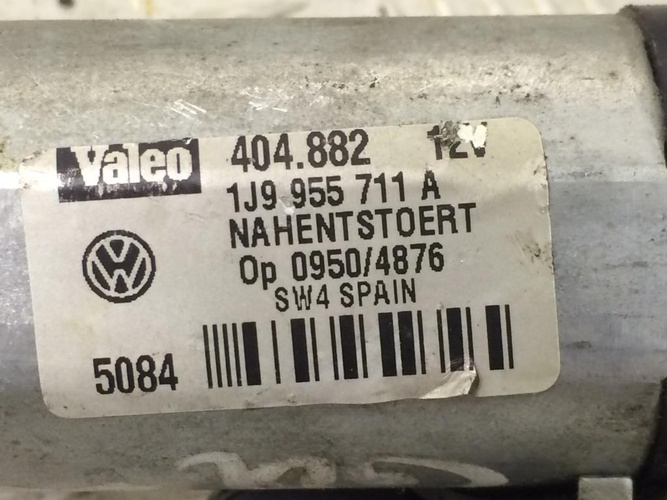 Valeo 404.882 12V
1J9 955 711 A
NAHENTSTOERT
Op 0950/4876
SW4 SPAIN
5084